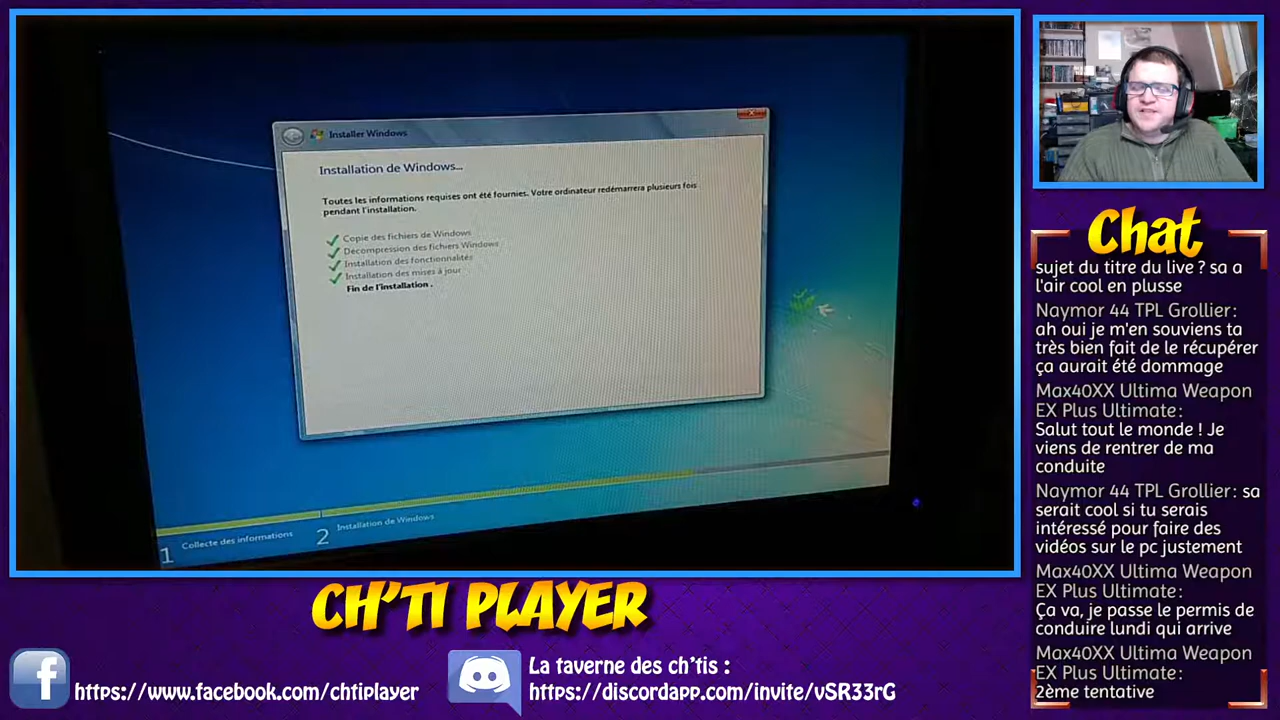 Installer Windows
Installation de Windows...
Toutes les informations requises ont été fournies. Votre ordinateur redémarrera plusieurs fois
pendant l'installation.
Copie des fichiers de Windows
Décompression des fichiers Windows
Installation des fonctionnalités
Installation des mises à jour
Fin de l'installation .
1 Collecte des informations
2 Installation de Windows
Chat
sujet du titre du live ? sa a
l'air cool en plusse
Naymor 44 TPL Grollier:
ah oui je m'en souviens ta
très bien fait de le récupérer
ça aurait été dommage
Max40XX Ultima Weapon
EX Plus Ultimate:
Salut tout le monde ! Je
viens de rentrer de ma
conduite
Naymor 44 TPL Grollier: sa
serait cool si tu serais
intéressé pour faire des
vidéos sur le pc justement
Max40XX Ultima Weapon
EX Plus Ultimate:
Ça va, je passe le permis de
conduire lundi qui arrive
Max40XX Ultima Weapon
EX Plus Ultimate:
2ème tentative
CH'TI PLAYER
https://www.facebook.com/chtiplayer
La taverne des ch'tis :
https://discordapp.com/invite/vSR33rG